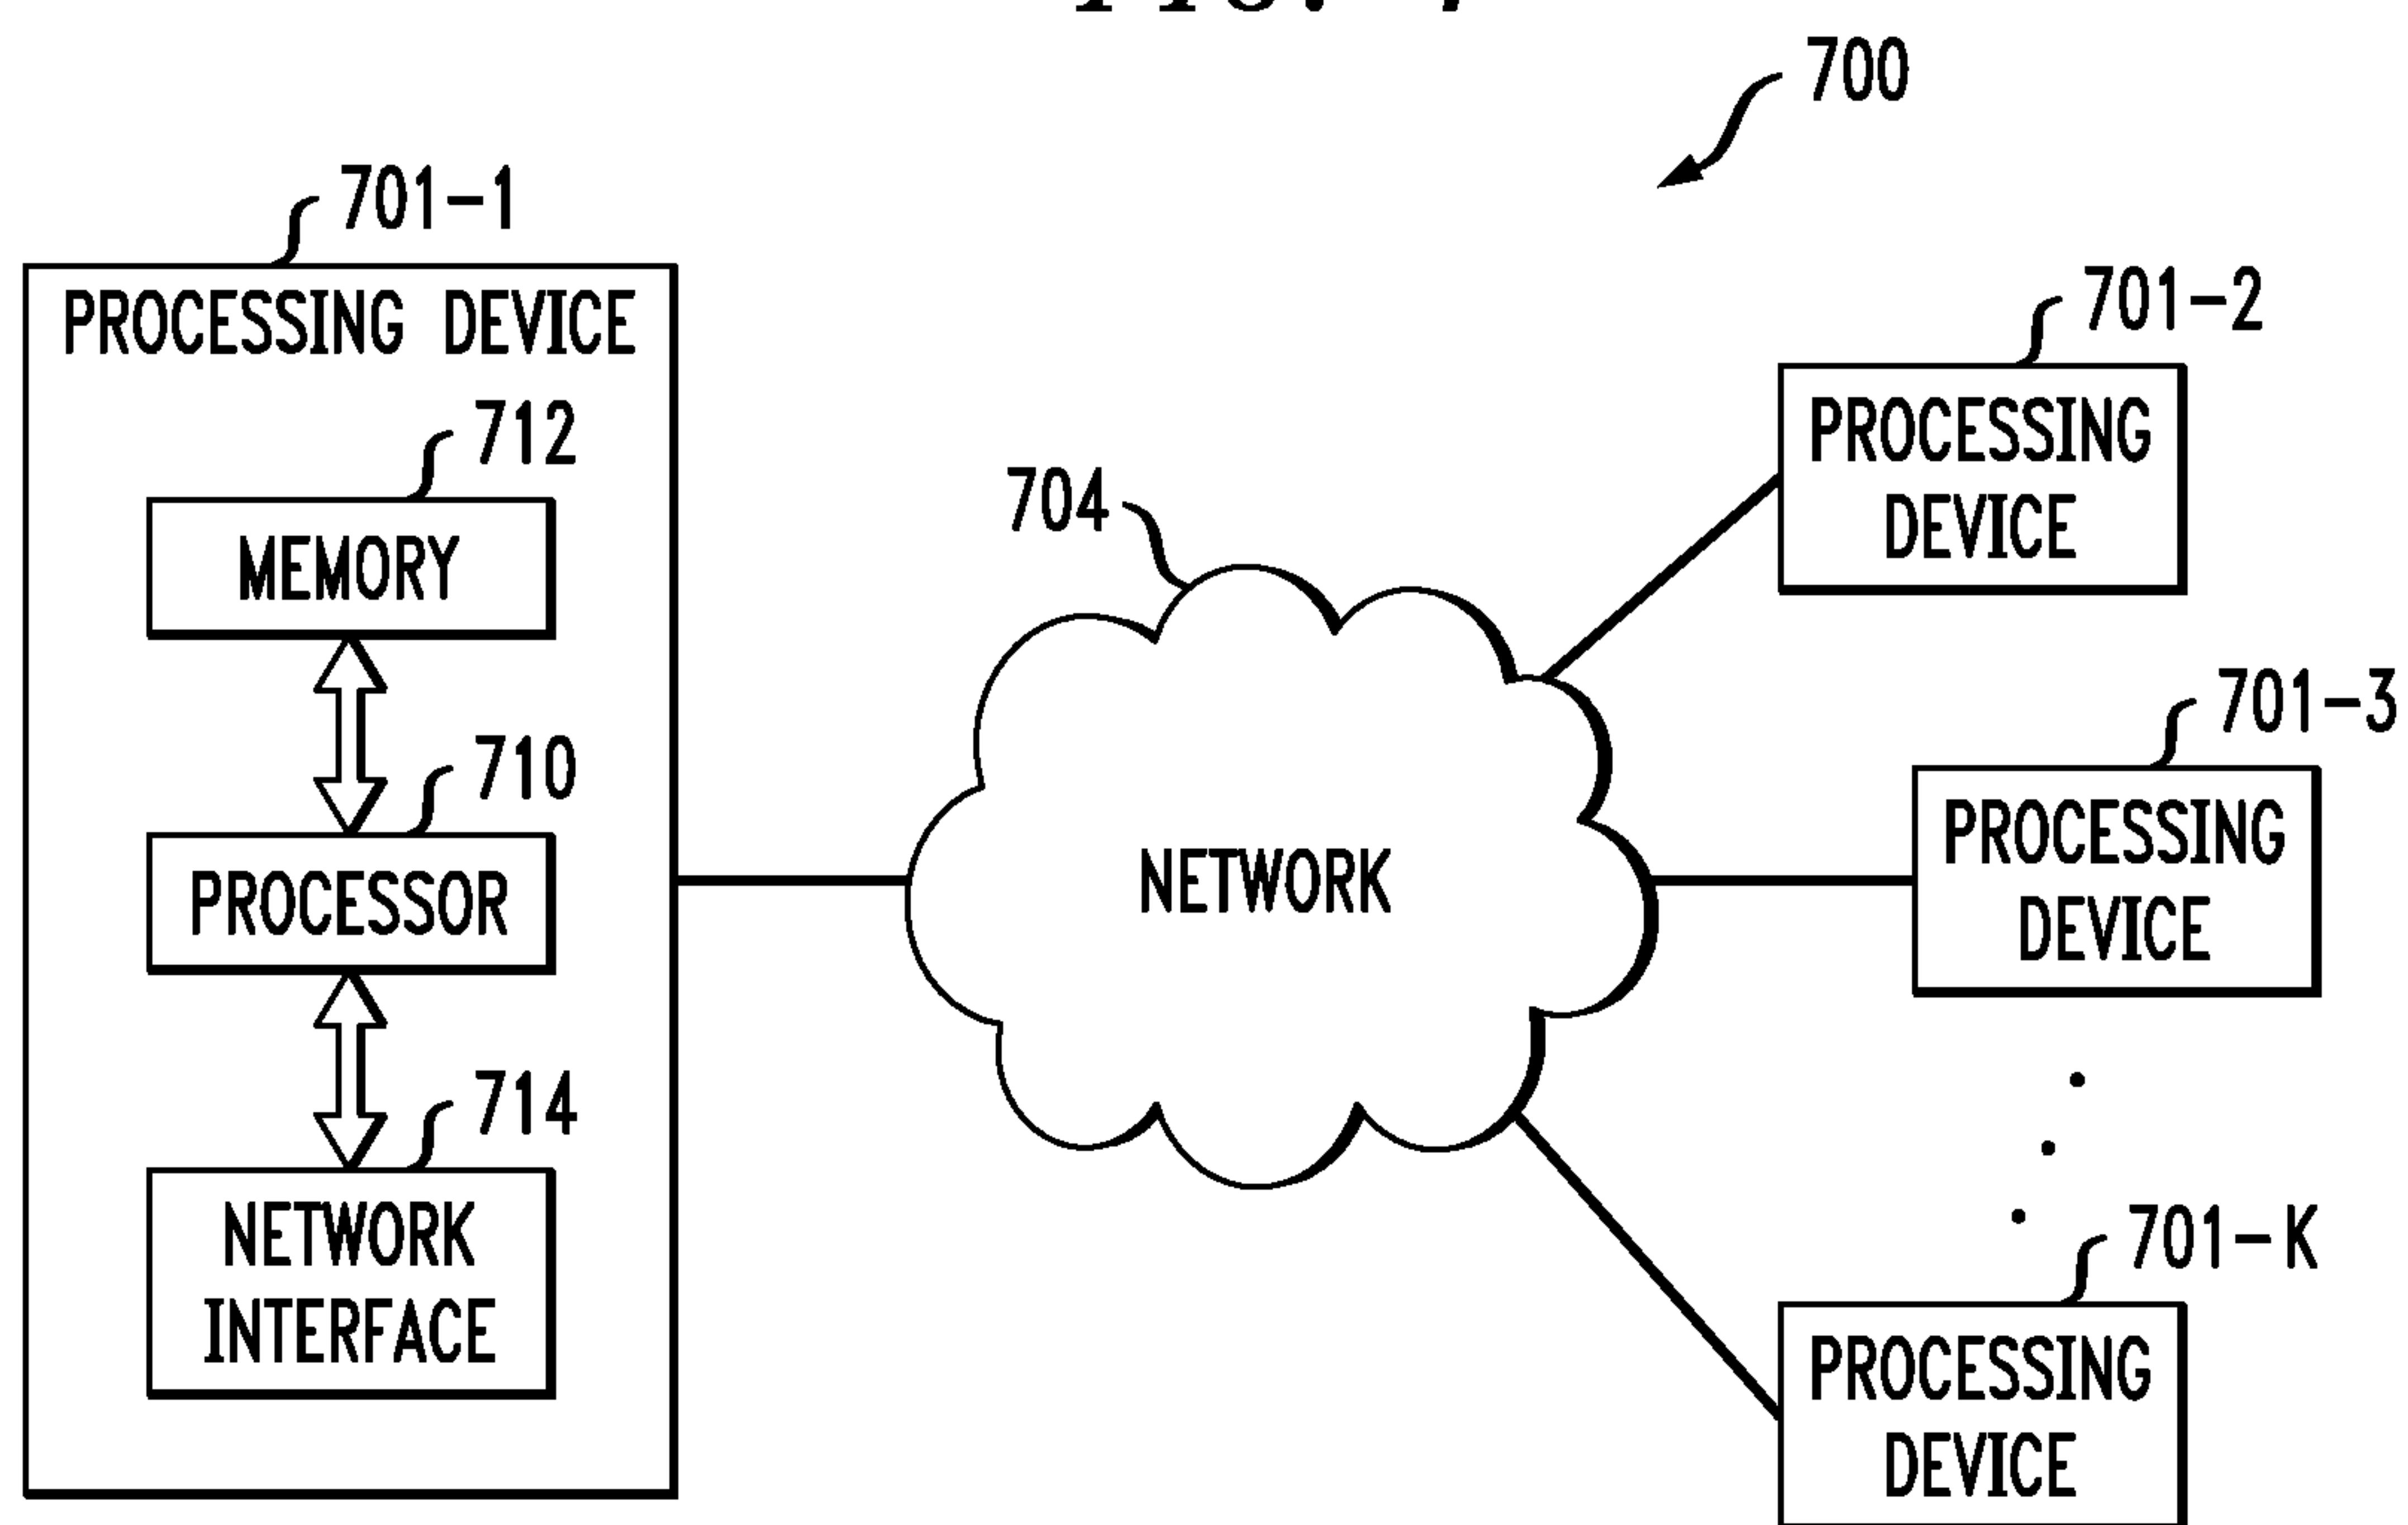 700
701-1
PROCESSING DEVICE
712
MEMORY
710
PROCESSOR
714
NETWORK
INTERFACE
704
NETWORK
701-2
PROCESSING
DEVICE
701-3
PROCESSING
DEVICE
701-K
PROCESSING
DEVICE